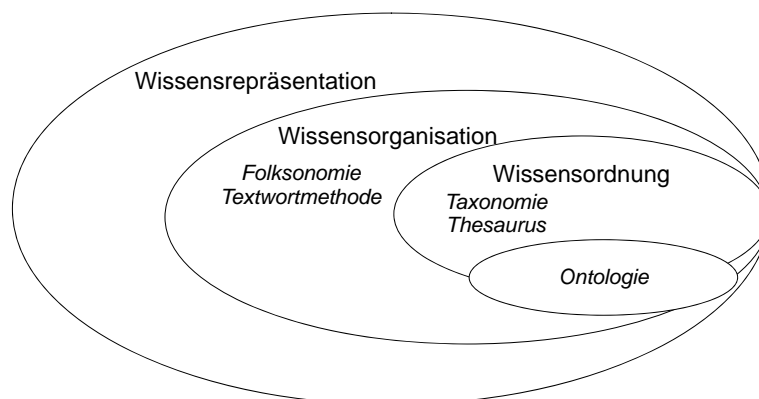 Wissensrepräsentation
Wissensorganisation
Folksonomie
Textwortmethode
Wissensordnung
Taxonomie
Thesaurus
Ontologie